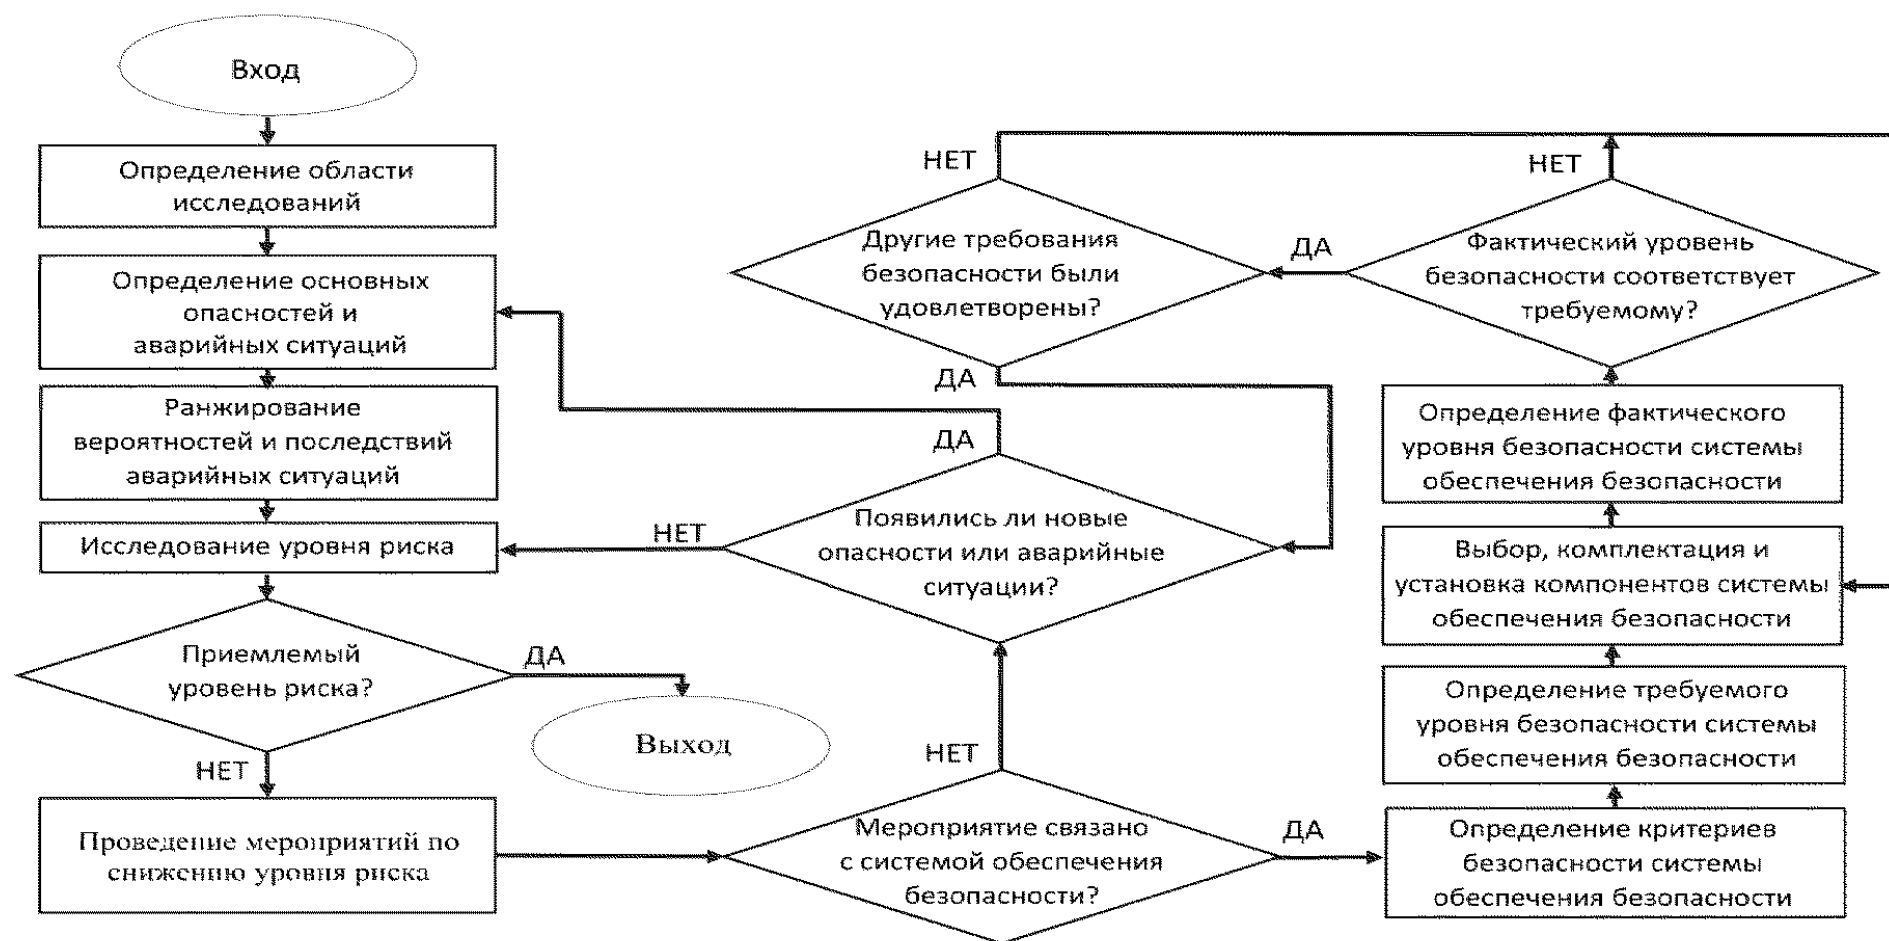 Вход
Определение области
исследований
Определение основных
опасностей и
аварийных ситуаций
Ранжирование
вероятностей и последствий
аварийных ситуаций
Исследование уровня риска
Приемлемый
уровень риска?
ДА
Выход
НЕТ
Проведение мероприятий по
снижению уровня риска
Мероприятие связано
с системой обеспечения
безопасности?
НЕТ
ДА
Появились ли новые
опасности или аварийные
ситуации?
НЕТ
ДА
Определение критериев
безопасности системы
обеспечения безопасности
Определение требуемого
уровня безопасности системы
обеспечения безопасности
Выбор, комплектация и
установка компонентов системы
обеспечения безопасности
Определение фактического
уровня безопасности системы
обеспечения безопасности
Фактический уровень
безопасности соответствует
требуемому?
НЕТ
ДА
Другие требования
безопасности были
удовлетворены?
НЕТ
ДА